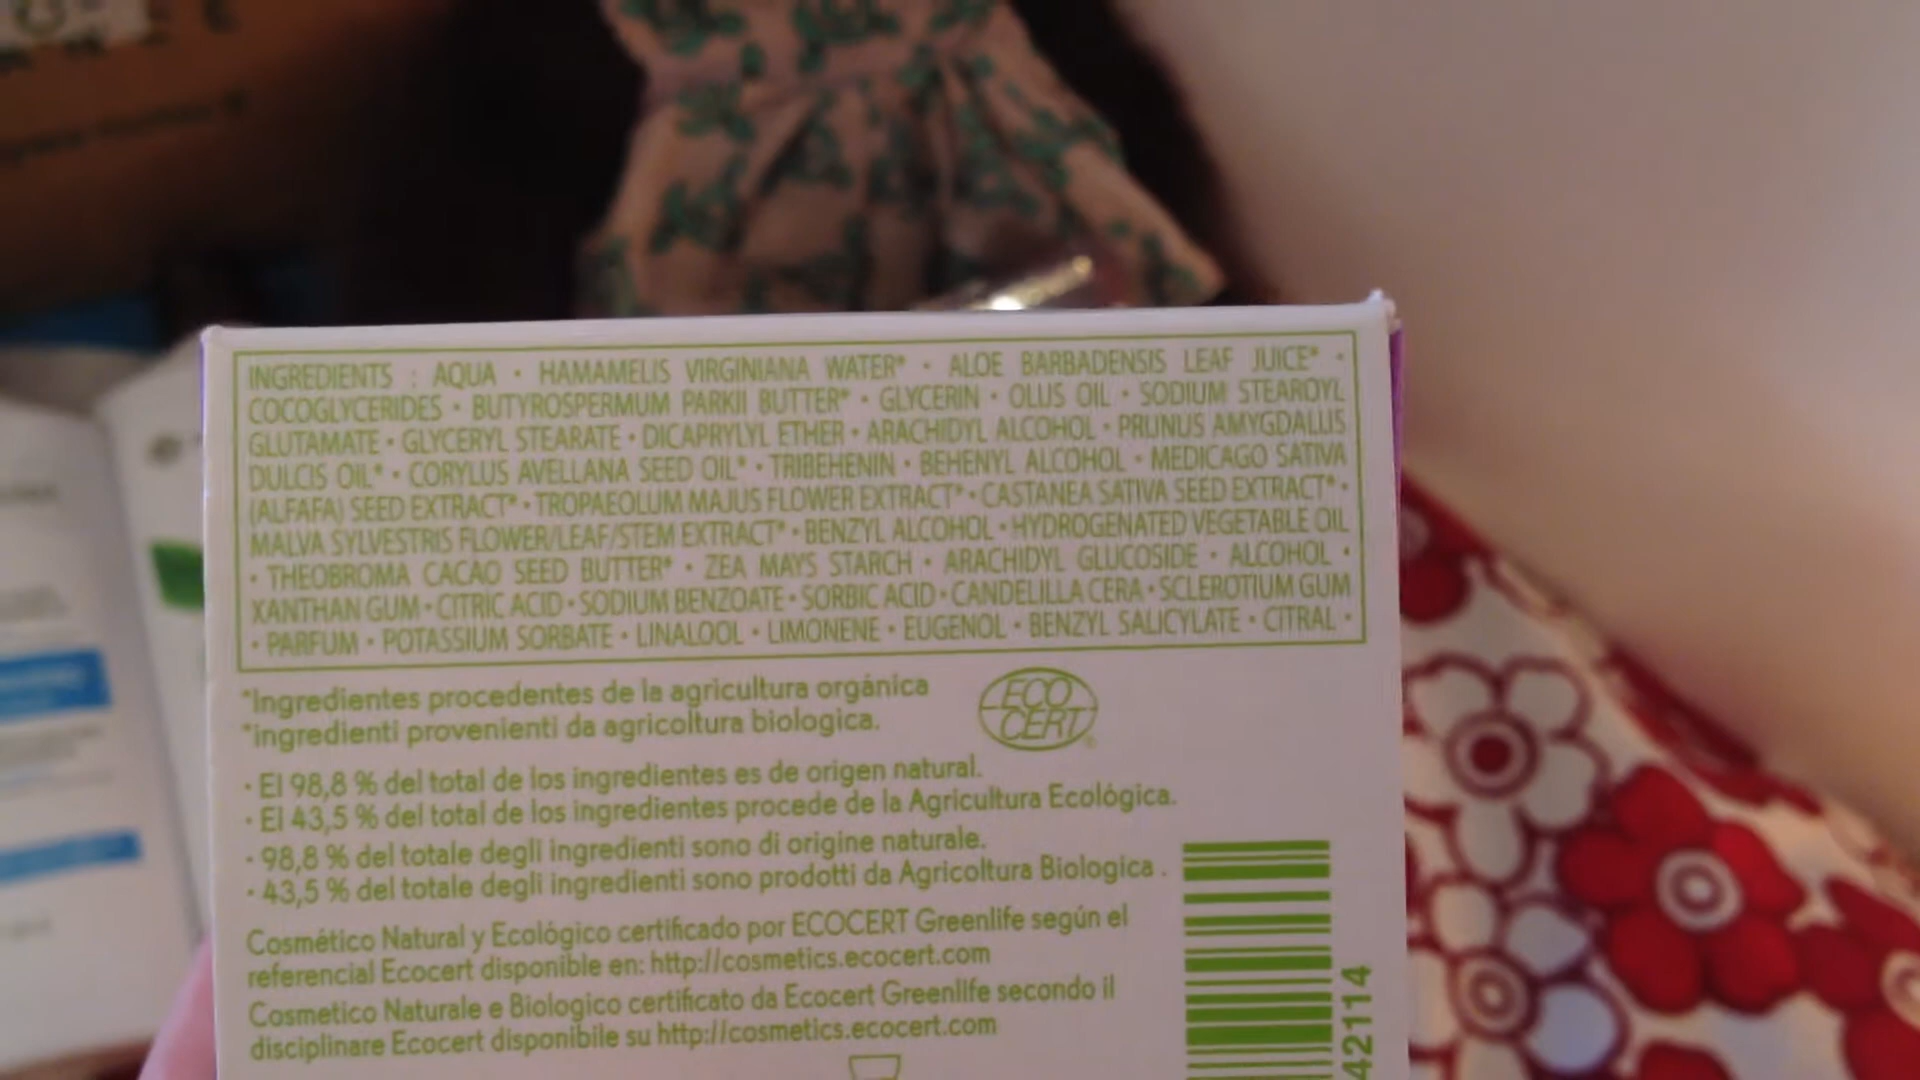 INGREDIENTS : AQUA • HAMAMELIS VIRGINIANA WATER* • ALOE BARBADENSIS LEAF JUICE* •
COCOGLYCERIDES • BUTYROSPERMUM PARKII BUTTER* • GLYCERIN • OLUS OIL • SODIUM STEAROYL
GLUTAMATE • GLYCERYL STEARATE • DICAPRYLYL ETHER • ARACHIDYL ALCOHOL • PRUNUS AMYGDALUS
DULCIS OIL* • CORYLUS AVELLANA SEED OIL* • TRIBEHENIN • BEHENYL ALCOHOL • MEDICAGO SATIVA
(ALFAFA) SEED EXTRACT* • TROPAEOLUM MAJUS FLOWER EXTRACT* • CASTANEA SATIVA SEED EXTRACT* •
MALVA SYLVESTRIS FLOWER/LEAF/STEM EXTRACT* • BENZYL ALCOHOL • HYDROGENATED VEGETABLE OIL
• THEOBROMA CACAO SEED BUTTER* • ZEA MAYS STARCH • ARACHIDYL GLUCOSIDE • ALCOHOL •
XANTHAN GUM • CITRIC ACID • SODIUM BENZOATE • SORBIC ACID • CANDELILLA CERA • SCLEROTIUM GUM
• PARFUM • POTASSIUM SORBATE • LINALOOL • LIMONENE • EUGENOL • BENZYL SALICYLATE • CITRAL •
*Ingredientes procedentes de la agricultura orgánica
*ingredienti provenienti da agricoltura biologica.
ECO
CERT®
• El 98,8 % del total de los ingredientes es de origen natural.
• El 43,5 % del total de los ingredientes procede de la Agricultura Ecológica.
• 98,8 % del totale degli ingredienti sono di origine naturale.
• 43,5 % del totale degli ingredienti sono prodotti da Agricoltura Biologica .
Cosmético Natural y Ecológico certificado por ECOCERT Greenlife según el
referencial Ecocert disponible en: http://cosmetics.ecocert.com
Cosmetico Naturale e Biologico certificato da Ecocert Greenlife secondo il
disciplinare Ecocert disponibile su http://cosmetics.ecocert.com
42114